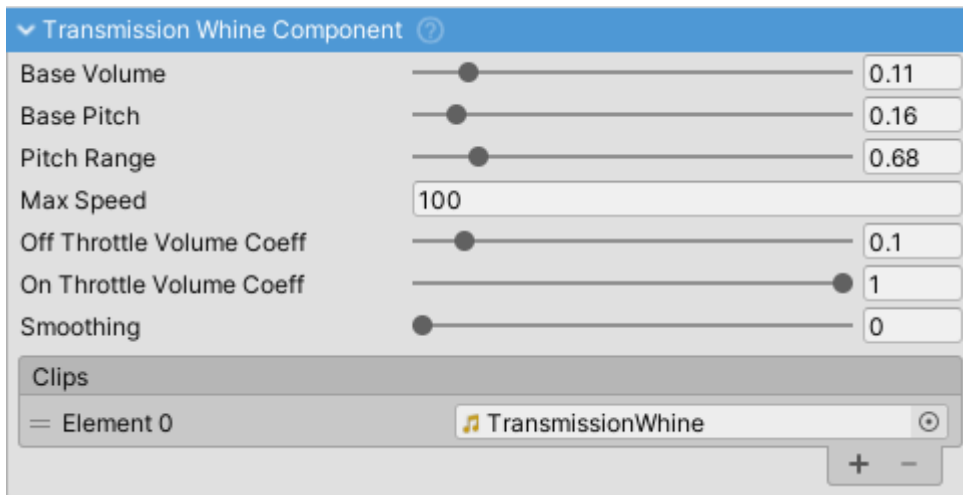 Transmission Whine Component ?
Base Volume 0.11
Base Pitch 0.16
Pitch Range 0.68
Max Speed 100
Off Throttle Volume Coeff 0.1
On Throttle Volume Coeff 1
Smoothing 0
Clips
= Element 0 TransmissionWhine
+ −